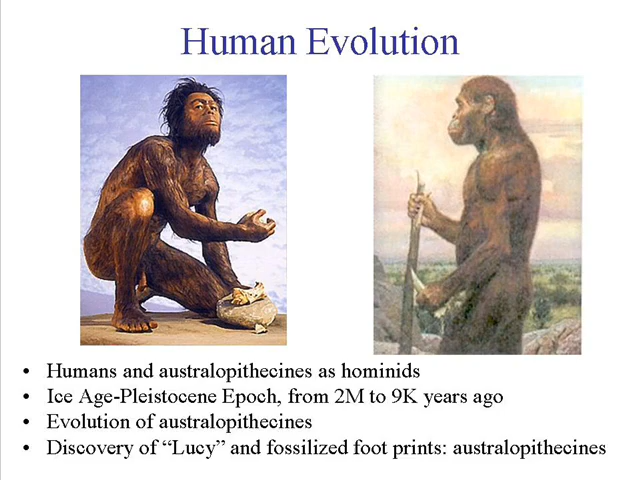 Human Evolution
• Humans and australopithecines as hominids
• Ice Age-Pleistocene Epoch, from 2M to 9K years ago
• Evolution of australopithecines
• Discovery of “Lucy” and fossilized foot prints: australopithecines